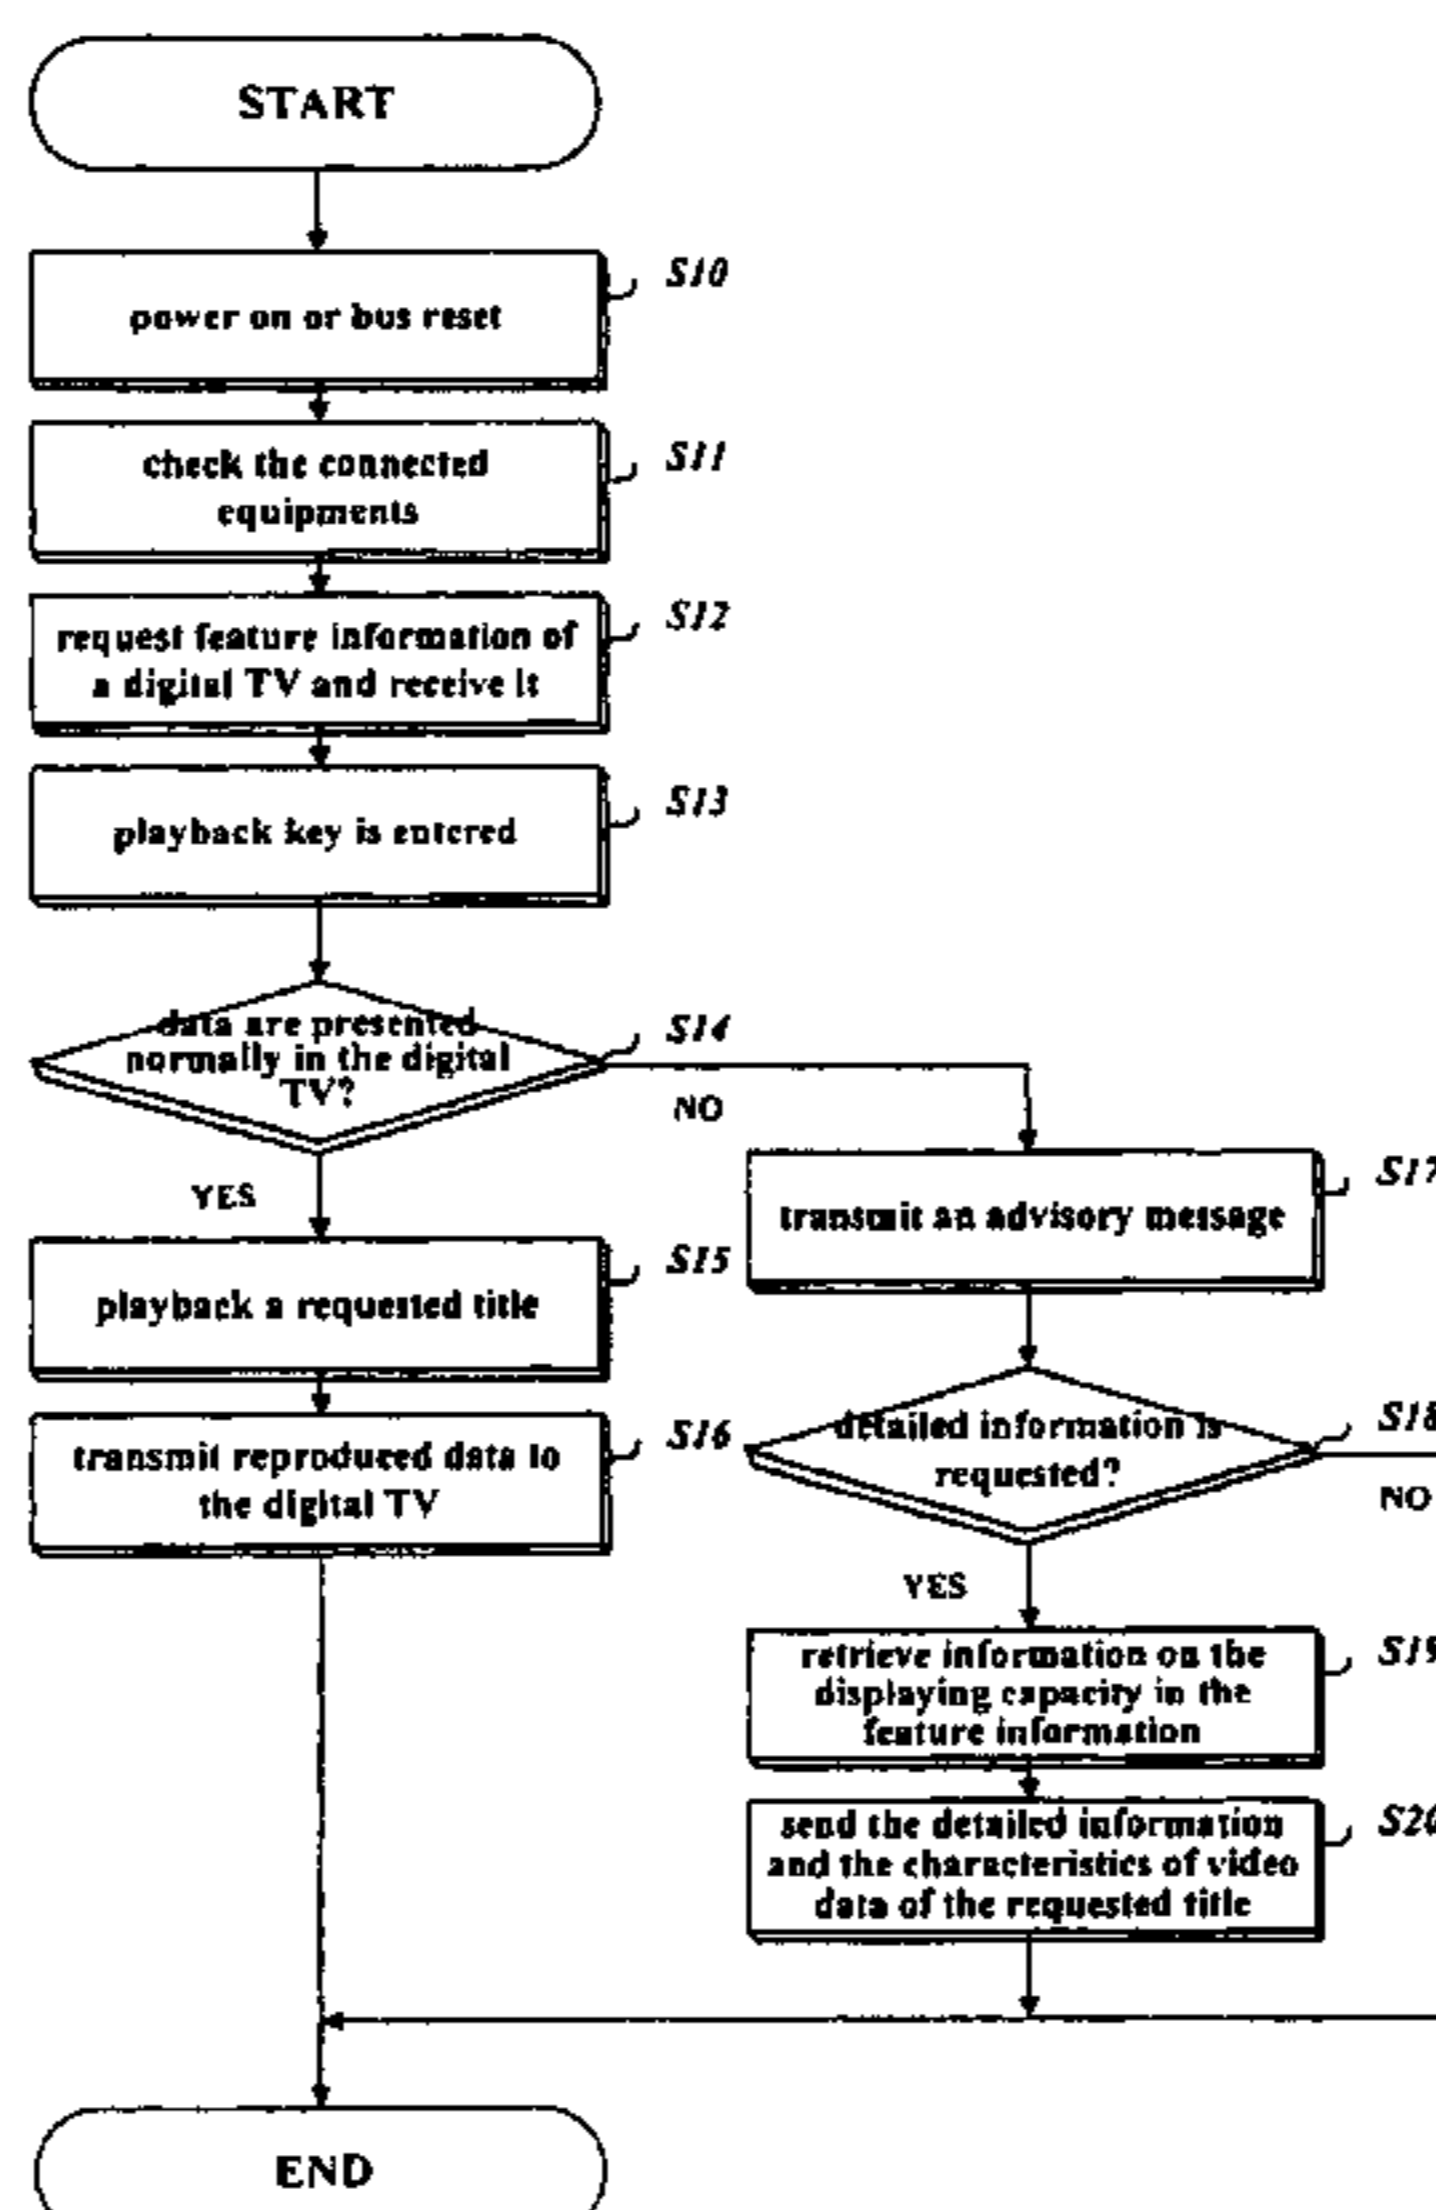 START
power on or bus reset
S10
check the connected
equipments
S11
request feature information of
a digital TV and receive it
S12
playback key is entered
S13
data are presented
normally in the digital
TV?
S14
NO
YES
playback a requested title
S15
transmit reproduced data to
the digital TV
S16
transmit an advisory message
S17
detailed information is
requested?
S18
NO
YES
retrieve information on the
displaying capacity in the
feature information
S19
send the detailed information
and the characteristics of video
data of the requested title
S20
END